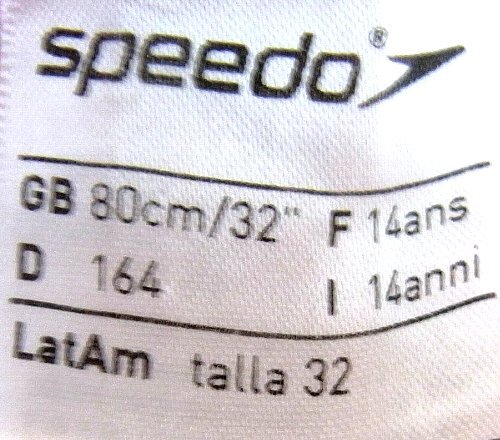 speedo®
GB 80cm/32" F 14ans
D 164 I 14anni
LatAm talla 32